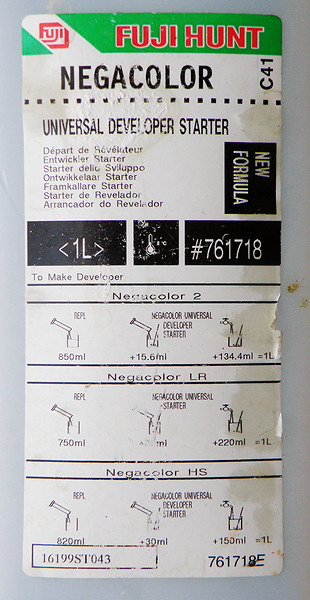 FUJI
FUJI HUNT
NEGACOLOR
C41
UNIVERSAL DEVELOPER STARTER
Départ de Révélateur
Entwickler Starter
Starter dello Sviluppo
Ontwikkelaar Starter
Framkallare Starter
Starter de Revelador
Arrancador do Revelador
NEW
FORMULA
<1L>
#761718
To Make Developer
Negacolor 2
REPL
NEGACOLOR UNIVERSAL
DEVELOPER
STARTER
850ml +15.6ml +134.4ml =1L
Negacolor LR
REPL
NEGACOLOR UNIVERSAL
STARTER
750ml +220ml =1L
Negacolor HS
REPL
NEGACOLOR UNIVERSAL
DEVELOPER
STARTER
820ml +30ml +150ml =1L
16199ST043
761718E